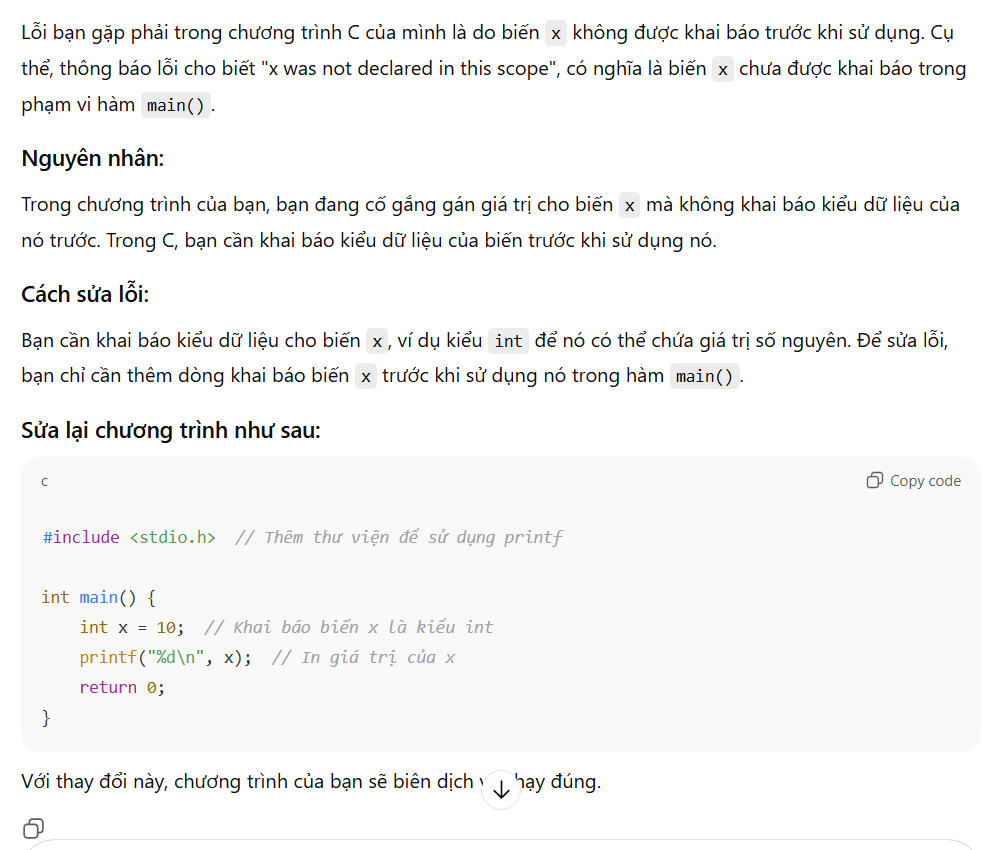 Lỗi bạn gặp phải trong chương trình C của mình là do biến x không được khai báo trước khi sử dụng. Cụ
thể, thông báo lỗi cho biết "x was not declared in this scope", có nghĩa là biến x chưa được khai báo trong
phạm vi hàm main() .
Nguyên nhân:
Trong chương trình của bạn, bạn đang cố gắng gán giá trị cho biến x mà không khai báo kiểu dữ liệu của
nó trước. Trong C, bạn cần khai báo kiểu dữ liệu của biến trước khi sử dụng nó.
Cách sửa lỗi:
Bạn cần khai báo kiểu dữ liệu cho biến x , ví dụ kiểu int để nó có thể chứa giá trị số nguyên. Để sửa lỗi,
bạn chỉ cần thêm dòng khai báo biến x trước khi sử dụng nó trong hàm main() .
Sửa lại chương trình như sau:
c Copy code
#include <stdio.h>  // Thêm thư viện để sử dụng printf
int main() {
    int x = 10;  // Khai báo biến x là kiểu int
    printf("%d\n", x);  // In giá trị của x
    return 0;
}
Với thay đổi này, chương trình của bạn sẽ biên dịch đúng.